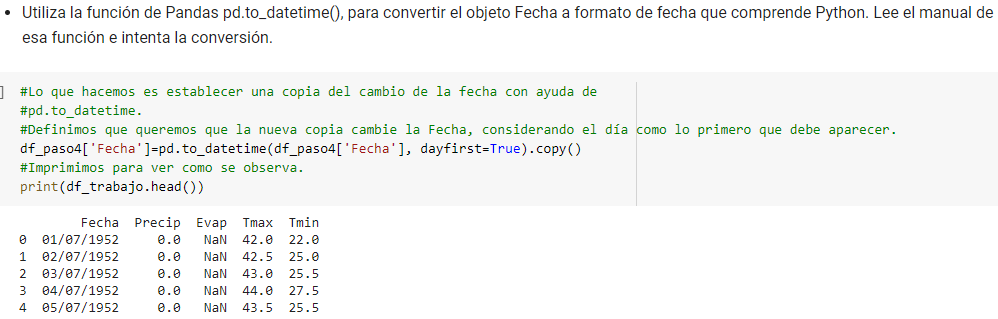 • Utiliza la función de Pandas pd.to_datetime(), para convertir el objeto Fecha a formato de fecha que comprende Python. Lee el manual de
esa función e intenta la conversión.
] #Lo que hacemos es establecer una copia del cambio de la fecha con ayuda de
#pd.to_datetime.
#Definimos que queremos que la nueva copia cambie la Fecha, considerando el día como lo primero que debe aparecer.
df_paso4['Fecha']=pd.to_datetime(df_paso4['Fecha'], dayfirst=True).copy()
#Imprimimos para ver como se observa.
print(df_trabajo.head())
Fecha Precip Evap Tmax Tmin
0 01/07/1952 0.0 NaN 42.0 22.0
1 02/07/1952 0.0 NaN 42.5 25.0
2 03/07/1952 0.0 NaN 43.0 25.5
3 04/07/1952 0.0 NaN 44.0 27.5
4 05/07/1952 0.0 NaN 43.5 25.5